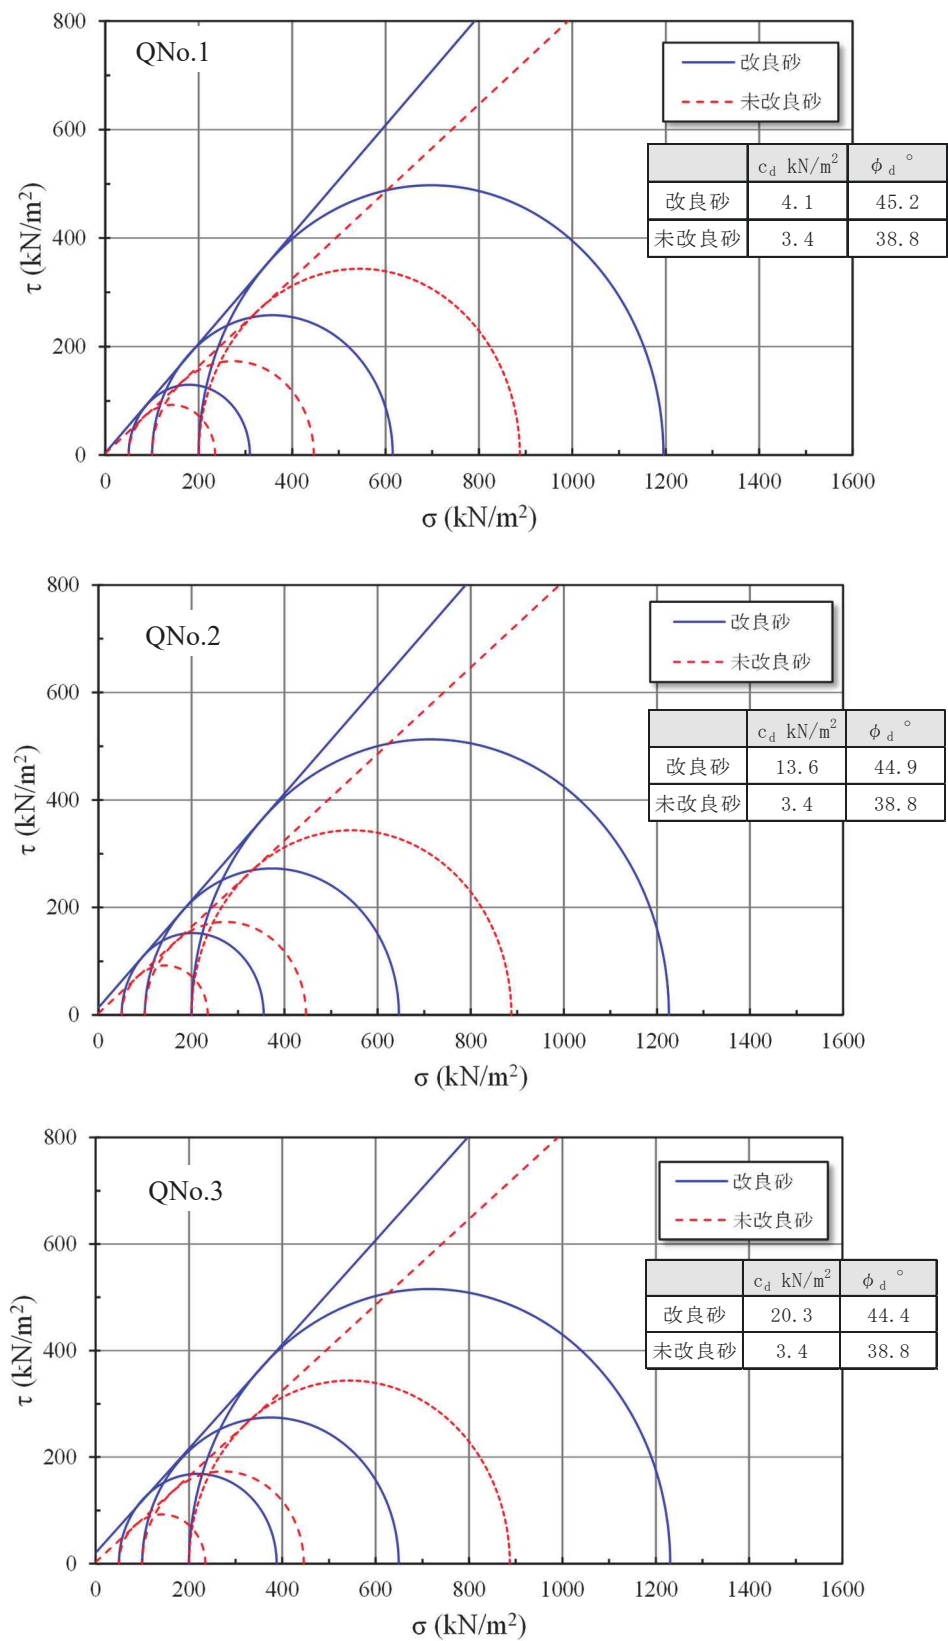 QNo.1
800
600
400
200
0
τ (kN/m²)
0 200 400 600 800 1000 1200 1400 1600
σ (kN/m²)
改良砂
未改良砂
c_d kN/m² φ_d °
改良砂 4.1 45.2
未改良砂 3.4 38.8
QNo.2
800
600
400
200
0
τ (kN/m²)
0 200 400 600 800 1000 1200 1400 1600
σ (kN/m²)
改良砂
未改良砂
c_d kN/m² φ_d °
改良砂 13.6 44.9
未改良砂 3.4 38.8
QNo.3
800
600
400
200
0
τ (kN/m²)
0 200 400 600 800 1000 1200 1400 1600
σ (kN/m²)
改良砂
未改良砂
c_d kN/m² φ_d °
改良砂 20.3 44.4
未改良砂 3.4 38.8